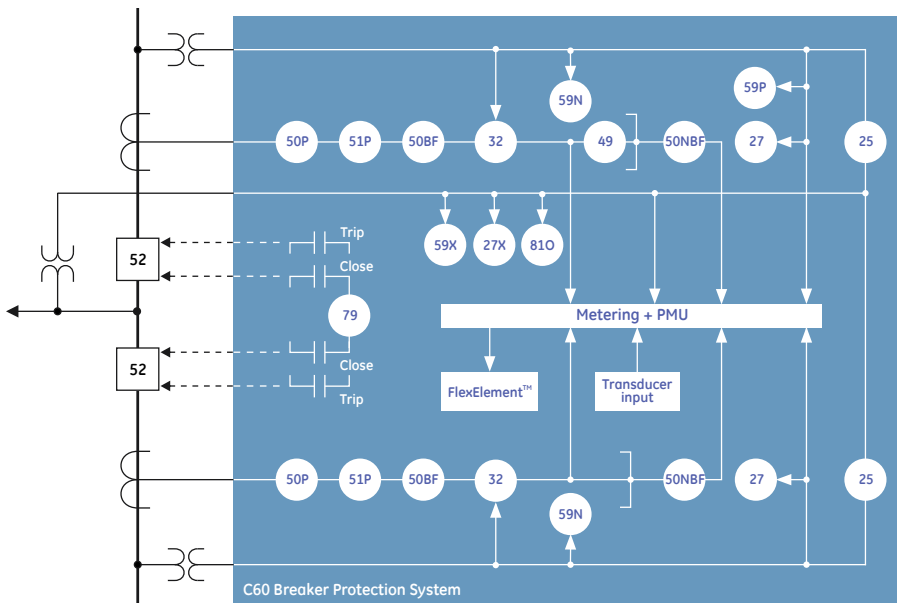 59N
59P
50P 51P 50BF 32 49 50NBF 27 25
59X 27X 81O
Trip
52
Close
79
Metering + PMU
52
Close
Trip
FlexElement™
Transducer
input
50P 51P 50BF 32 50NBF 27 25
59N
C60 Breaker Protection System